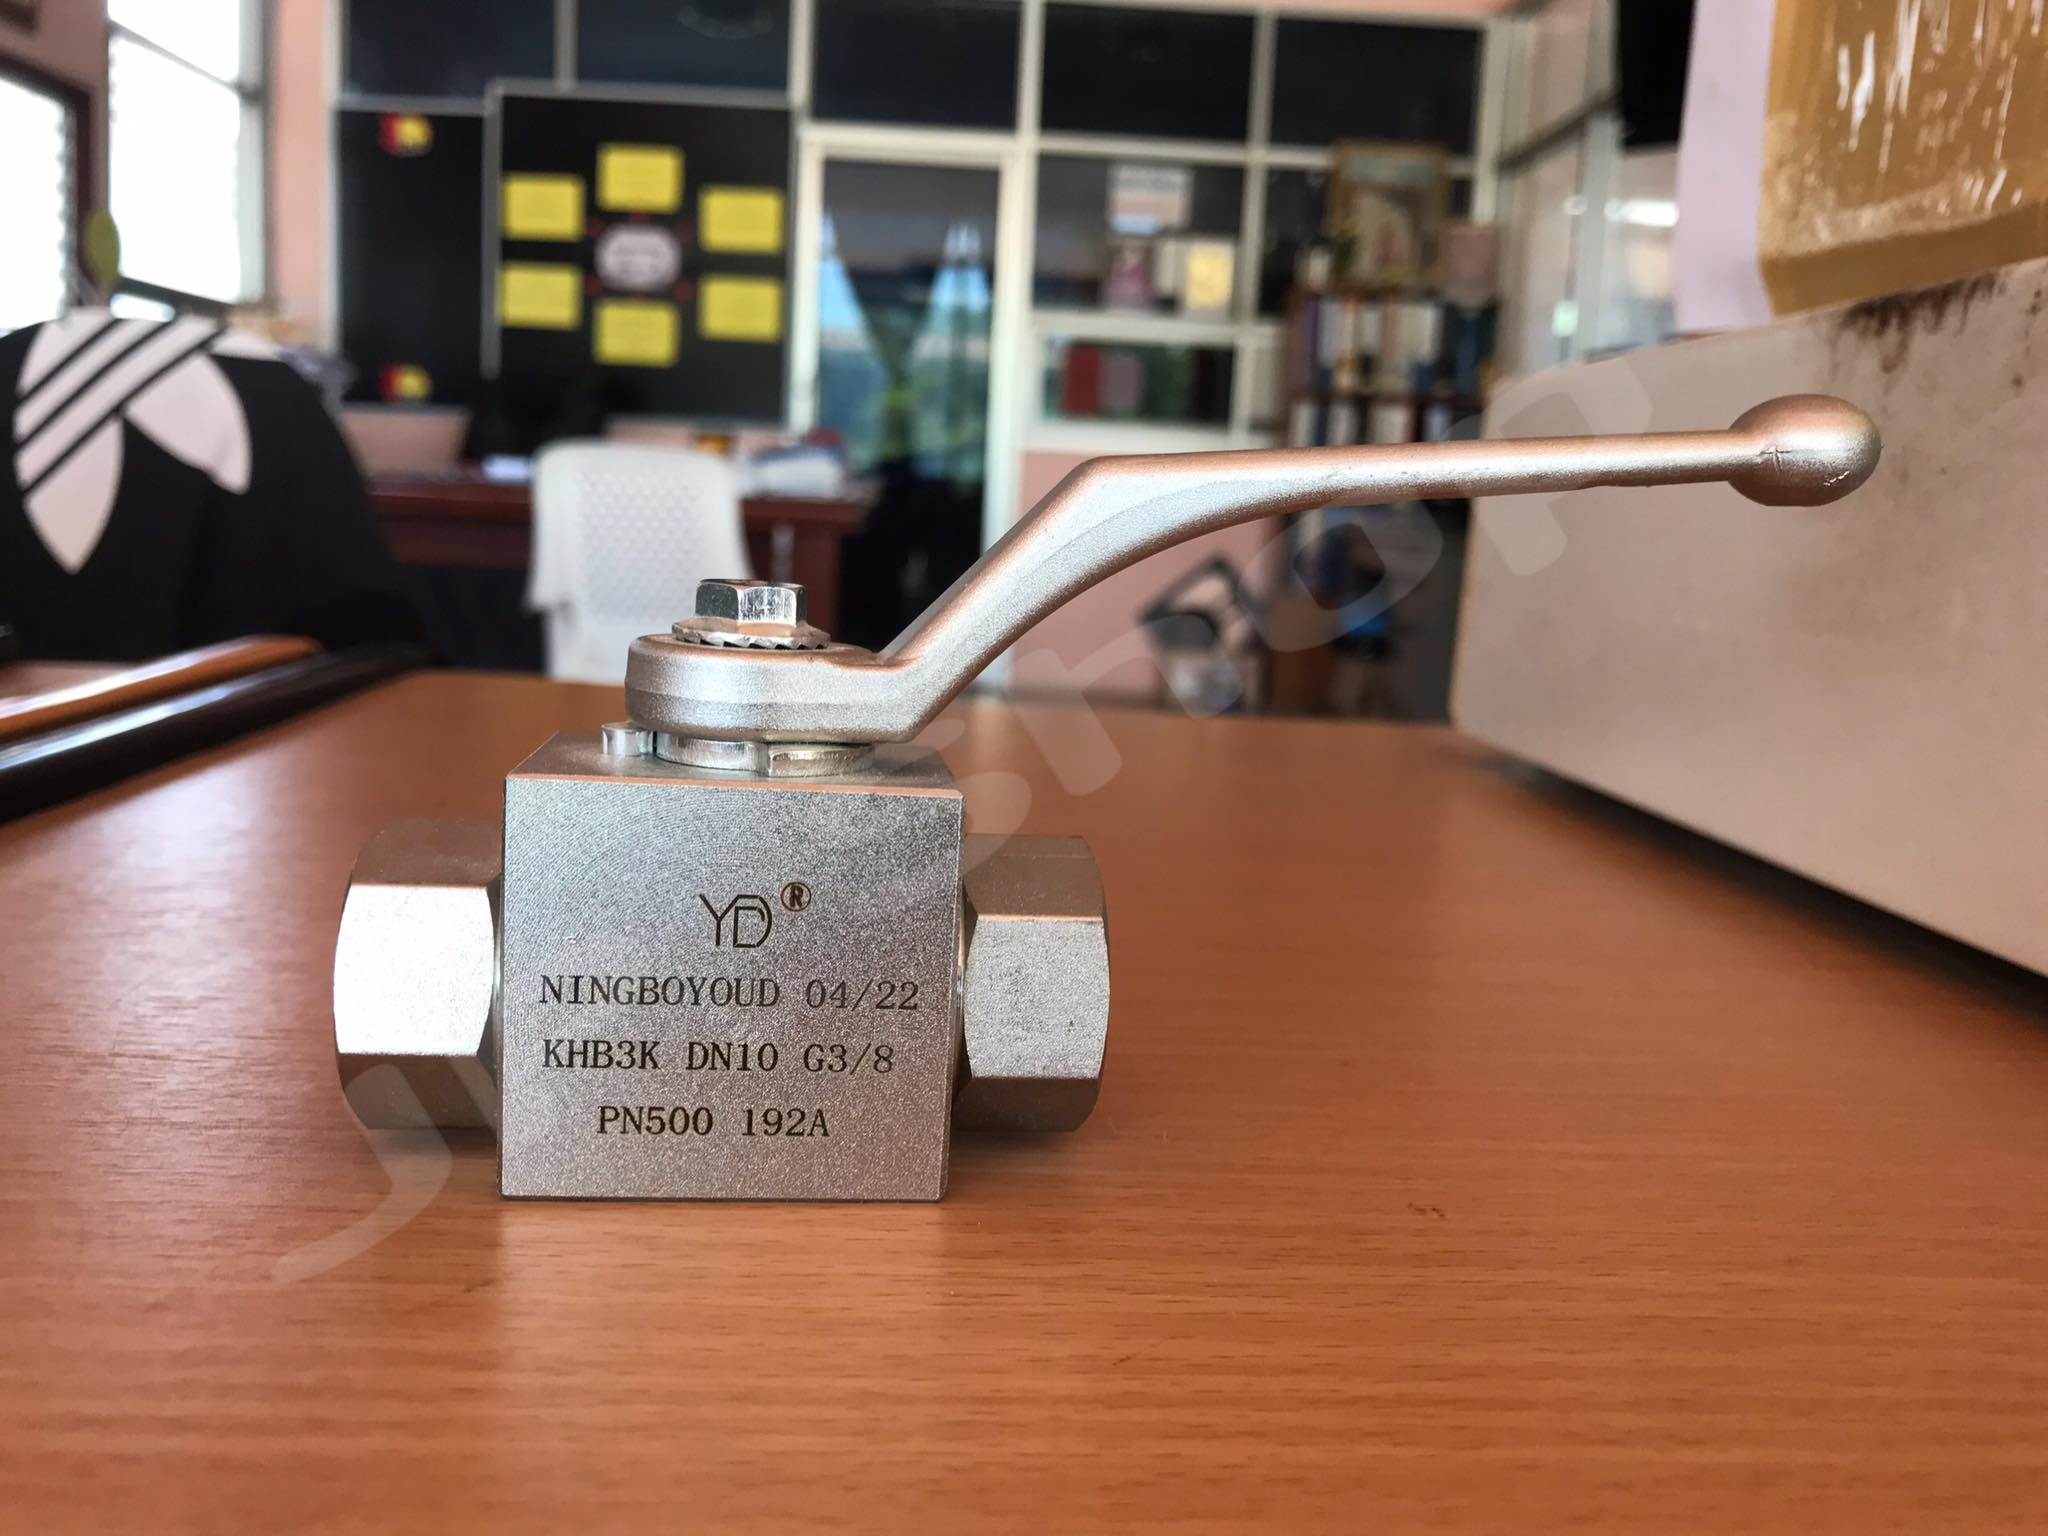 YD®
NINGBOYOUD 04/22
KHB3K DN10 G3/8
PN500 192A